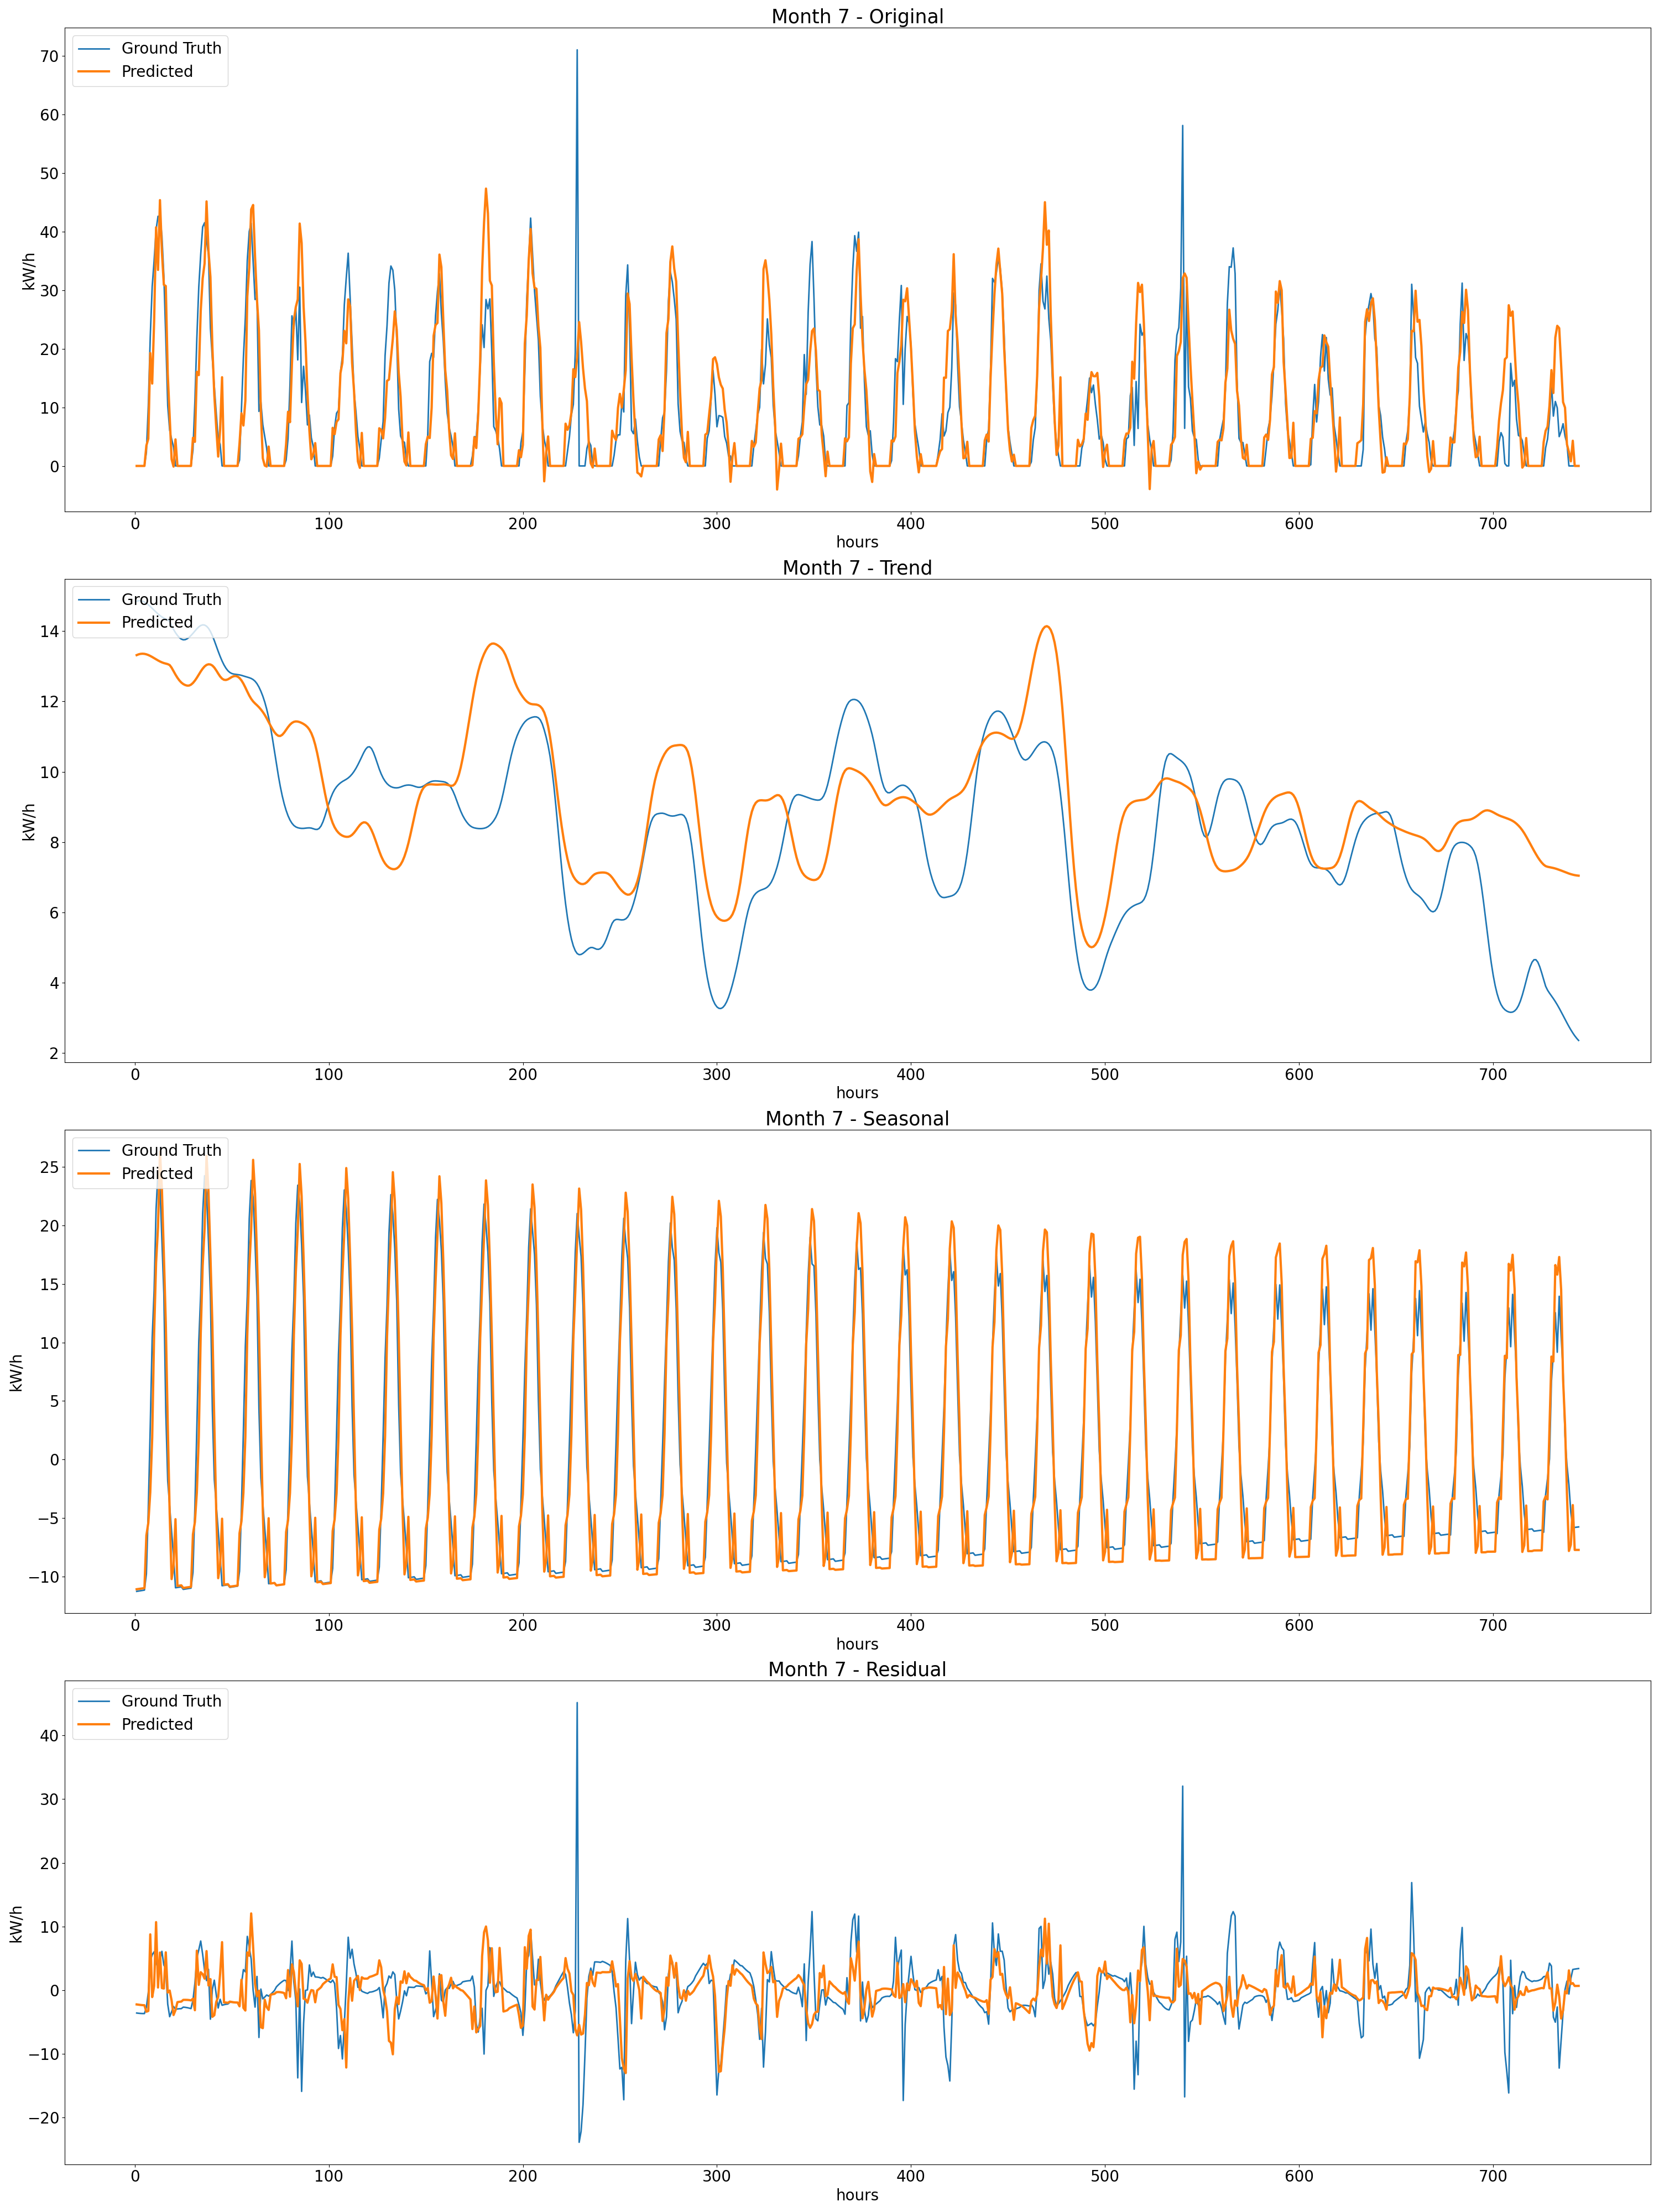 Month 7 - Original
Ground Truth
Predicted
70
60
50
40
30
20
10
0
kW/h
0 100 200 300 400 500 600 700
hours
Month 7 - Trend
Ground Truth
Predicted
14
12
10
8
6
4
2
kW/h
0 100 200 300 400 500 600 700
hours
Month 7 - Seasonal
Ground Truth
Predicted
25
20
15
10
5
0
−5
−10
kW/h
0 100 200 300 400 500 600 700
hours
Month 7 - Residual
Ground Truth
Predicted
40
30
20
10
0
−10
−20
kW/h
0 100 200 300 400 500 600 700
hours